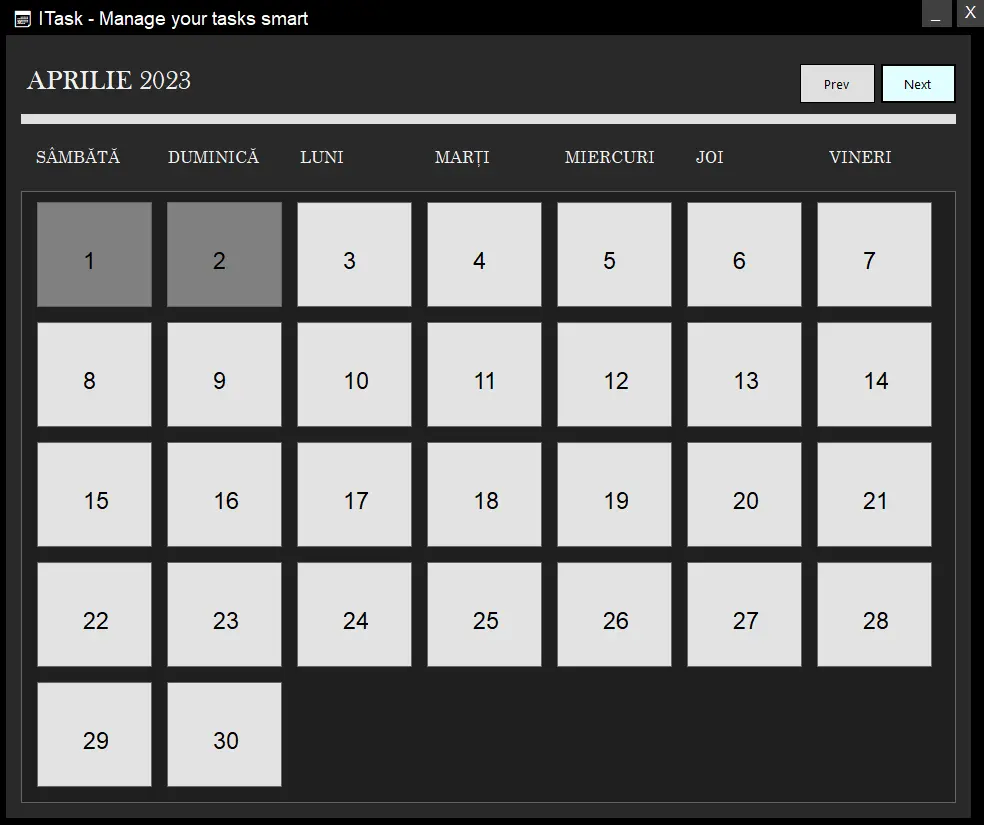 ITask - Manage your tasks smart
_ X
APRILIE 2023
Prev Next
SÂMBĂTĂ DUMINICĂ LUNI MARȚI MIERCURI JOI VINERI
1 2 3 4 5 6 7
8 9 10 11 12 13 14
15 16 17 18 19 20 21
22 23 24 25 26 27 28
29 30